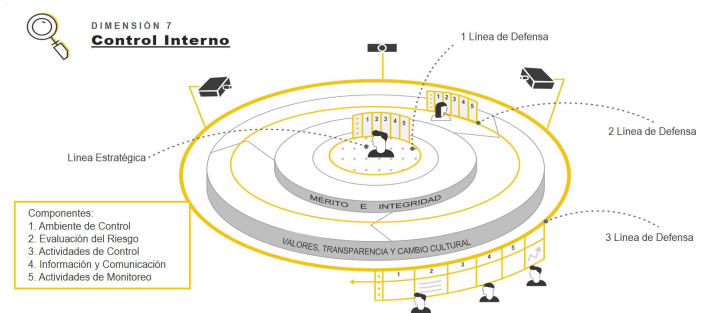 DIMENSIÓN 7
Control Interno
1 Línea de Defensa
1 2 3 4 5
1 2 3 4 5
2 Línea de Defensa
Línea Estratégica
MÉRITO E INTEGRIDAD
Componentes:
1. Ambiente de Control
2. Evaluación del Riesgo
3. Actividades de Control
4. Información y Comunicación
5. Actividades de Monitoreo
VALORES, TRANSPARENCIA Y CAMBIO CULTURAL
3 Línea de Defensa
1 2 3 4 5